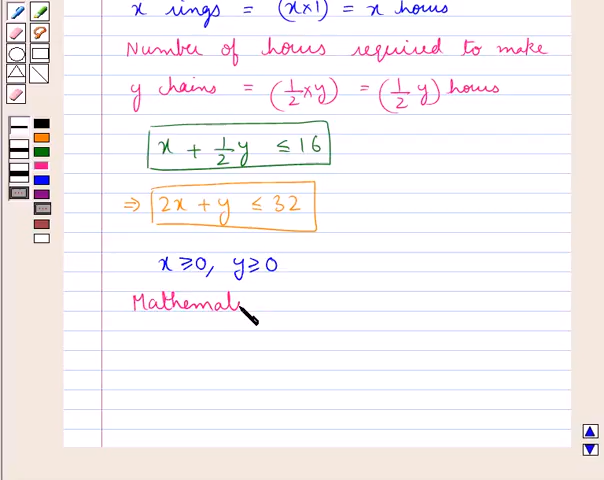 x rings = (x×1) = x hours
Number of hours required to make
y chains = (1/2 × y) = (1/2 y) hours
x + 1/2 y ≤ 16
⇒ 2x + y ≤ 32
x ≥ 0, y ≥ 0
Mathemat